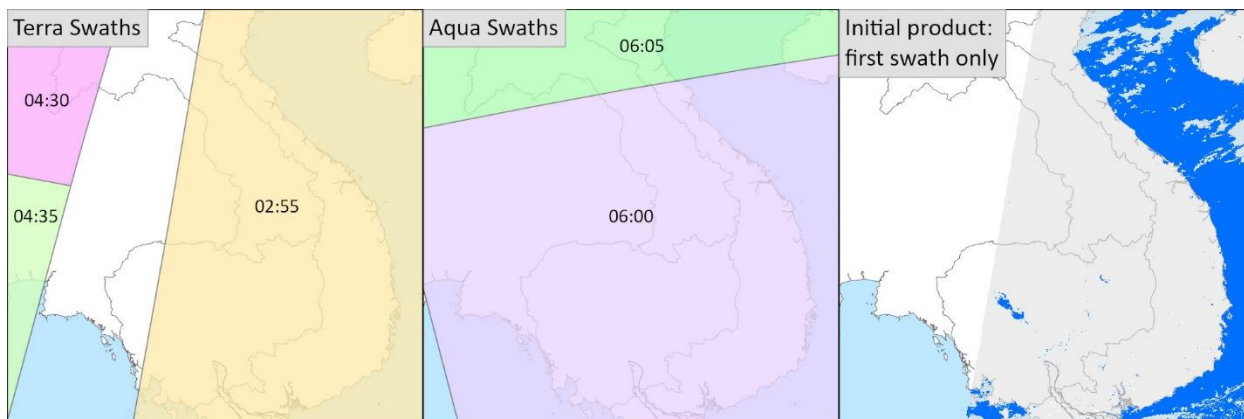 Terra Swaths
04:30
04:35
02:55
Aqua Swaths
06:05
06:00
Initial product:
first swath only